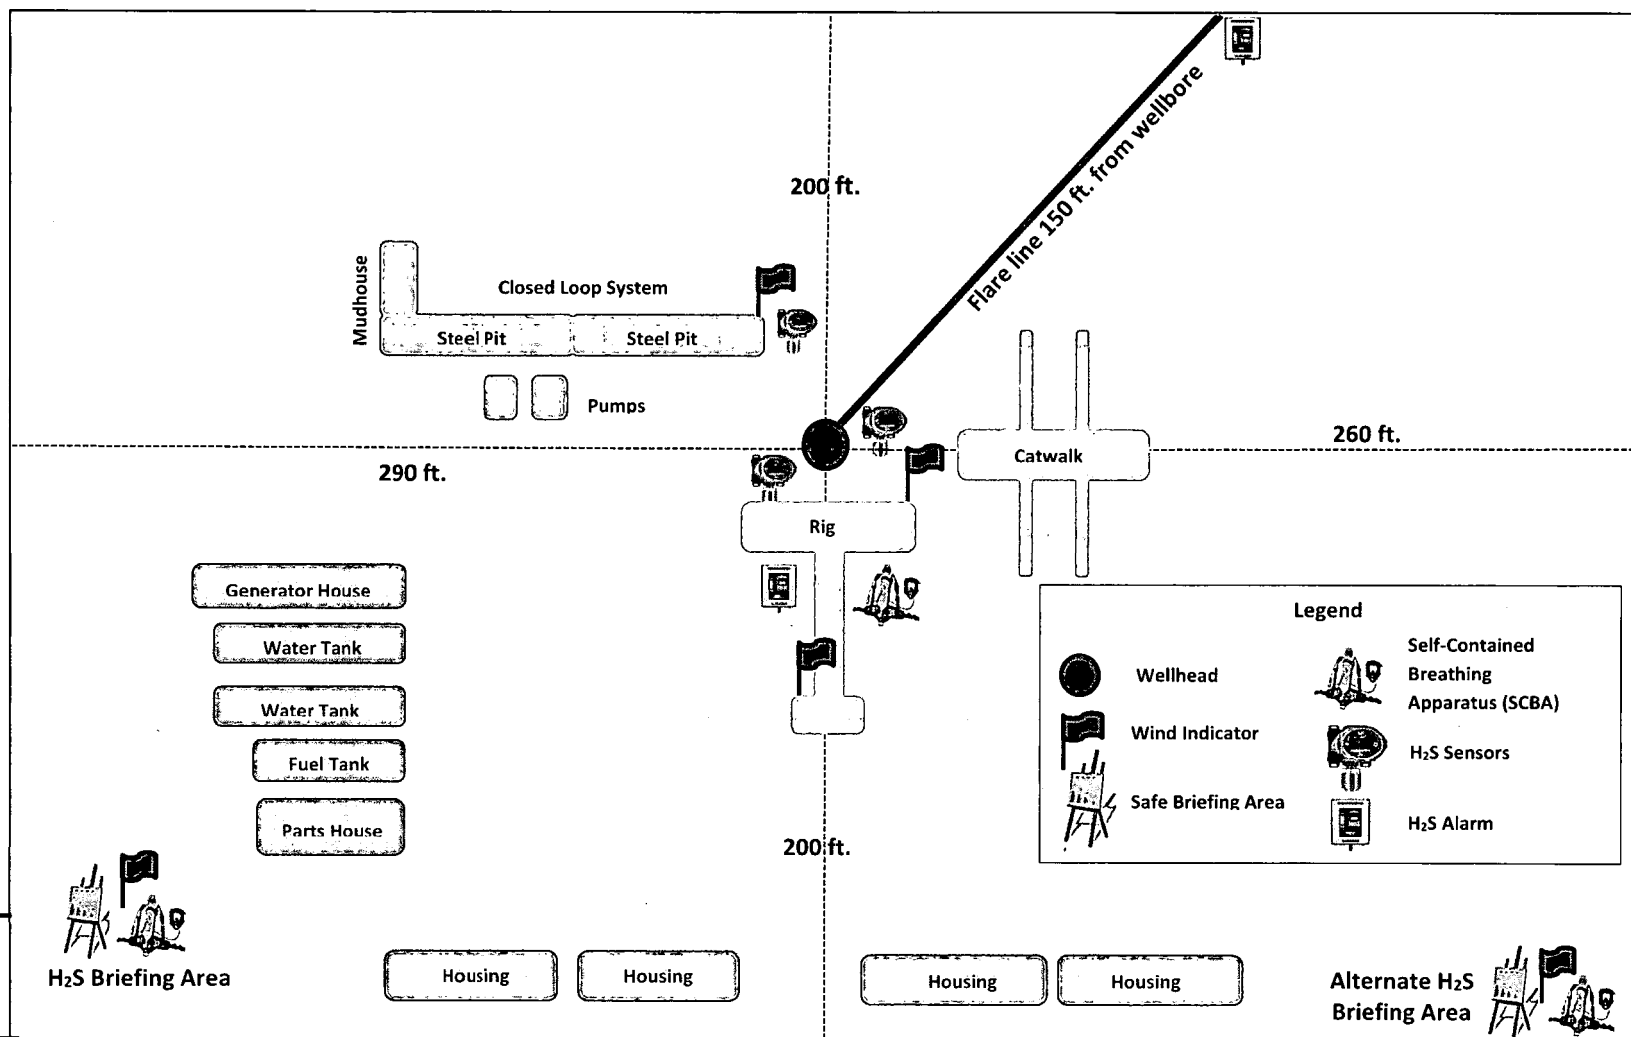 200 ft.
Flare line 150 ft. from wellbore
Mudhouse
Closed Loop System
Steel Pit
Steel Pit
Pumps
290 ft.
260 ft.
Catwalk
Rig
Generator House
Water Tank
Water Tank
Fuel Tank
Parts House
200 ft.
Legend
Wellhead
Wind Indicator
Safe Briefing Area
Self-Contained
Breathing
Apparatus (SCBA)
H₂S Sensors
H₂S Alarm
H₂S Briefing Area
Housing
Housing
Housing
Housing
Alternate H₂S
Briefing Area